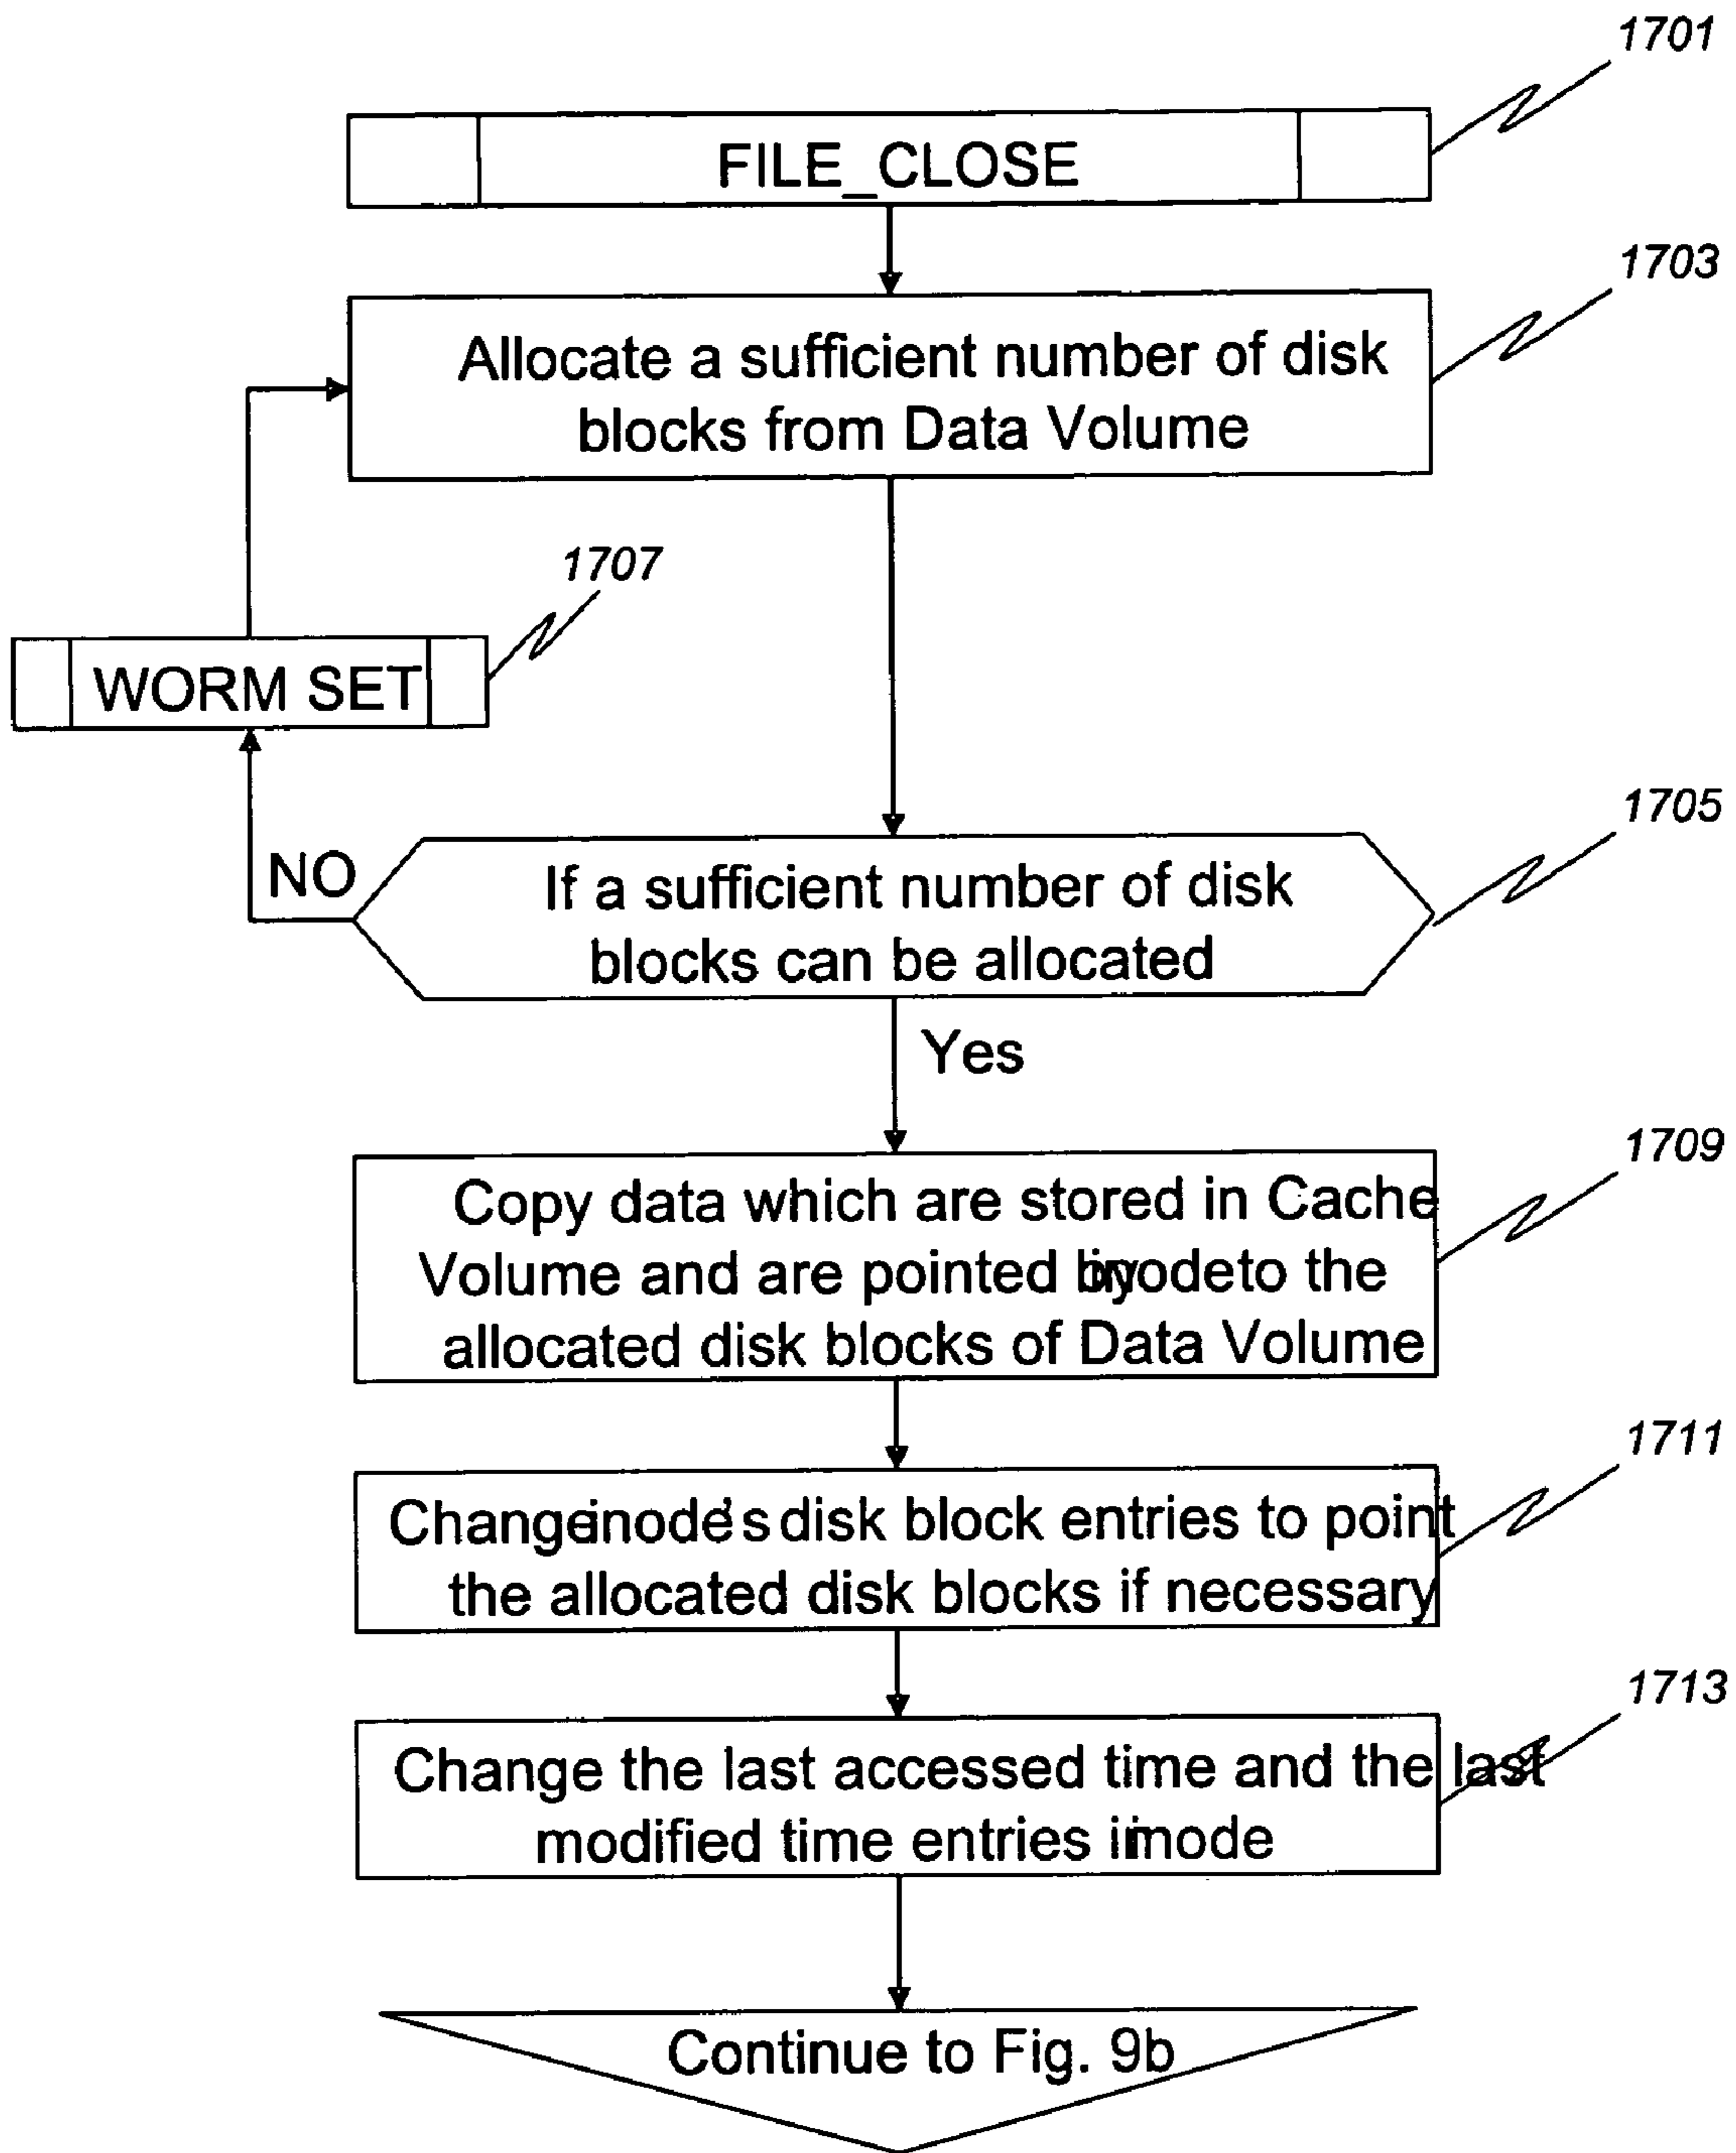 1701
FILE_CLOSE
1703
Allocate a sufficient number of disk
blocks from Data Volume
1707
WORM SET
1705
NO
If a sufficient number of disk
blocks can be allocated
Yes
1709
Copy data which are stored in Cache
Volume and are pointed by inode to the
allocated disk blocks of Data Volume
1711
Change inode's disk block entries to point
the allocated disk blocks if necessary
1713
Change the last accessed time and the last
modified time entries in inode
Continue to Fig. 9b